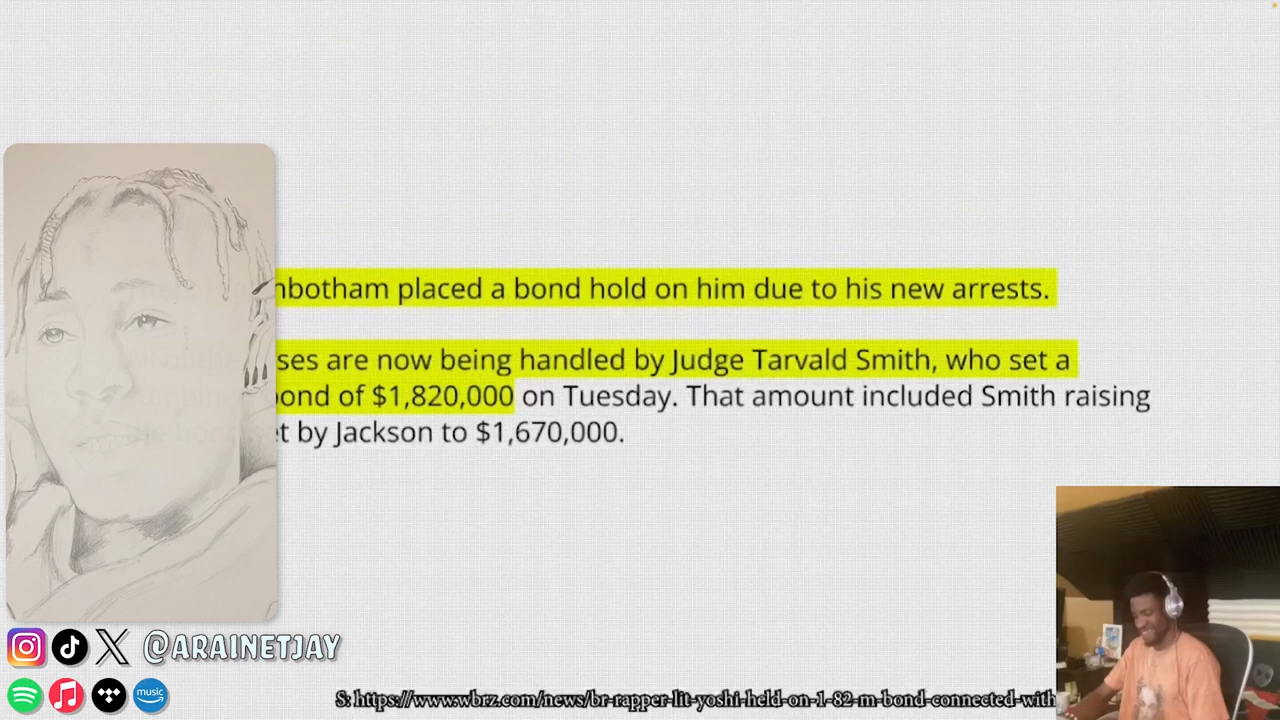 nbotham placed a bond hold on him due to his new arrests.
ses are now being handled by Judge Tarvald Smith, who set a
bond of $1,820,000 on Tuesday. That amount included Smith raising
bond set by Jackson to $1,670,000.
@ARAINETJAY
music
S: https://www.wbrz.com/news/br-rapper-lit-yoshi-held-on-1-82-m-bond-connected-with